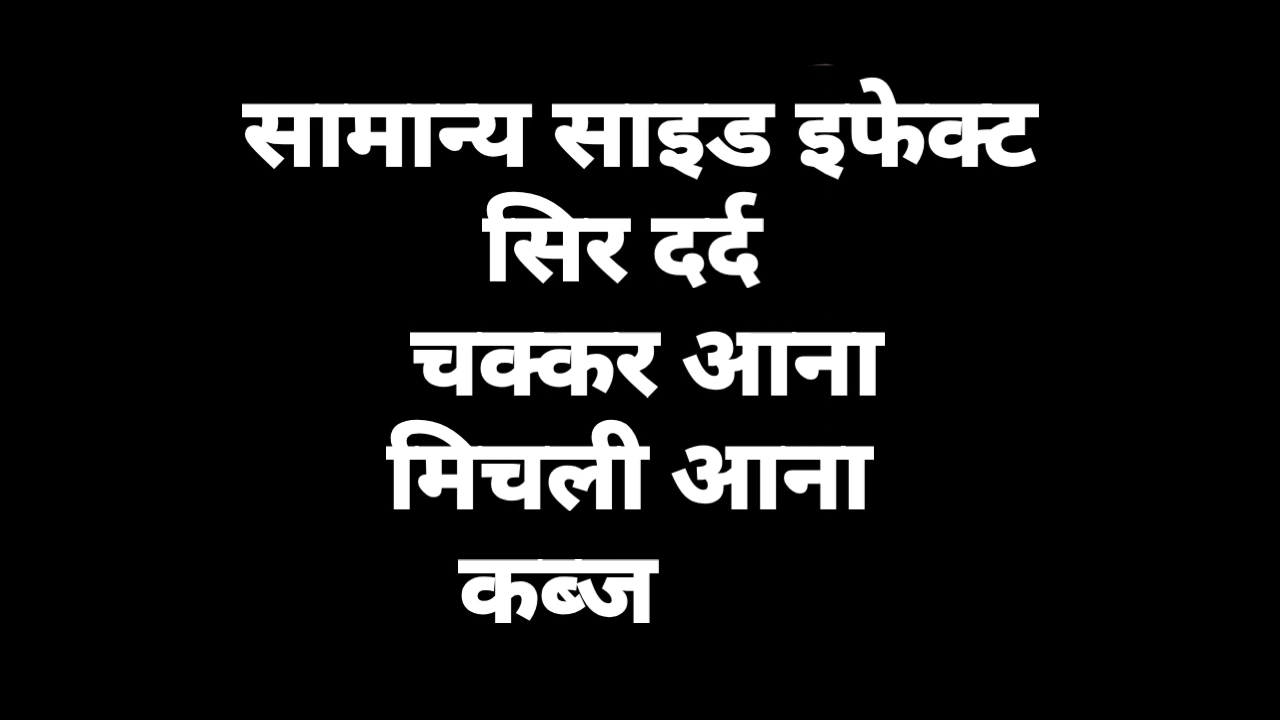 सामान्य साइड इफेक्ट
सिर दर्द
चक्कर आना
मिचली आना
कब्ज